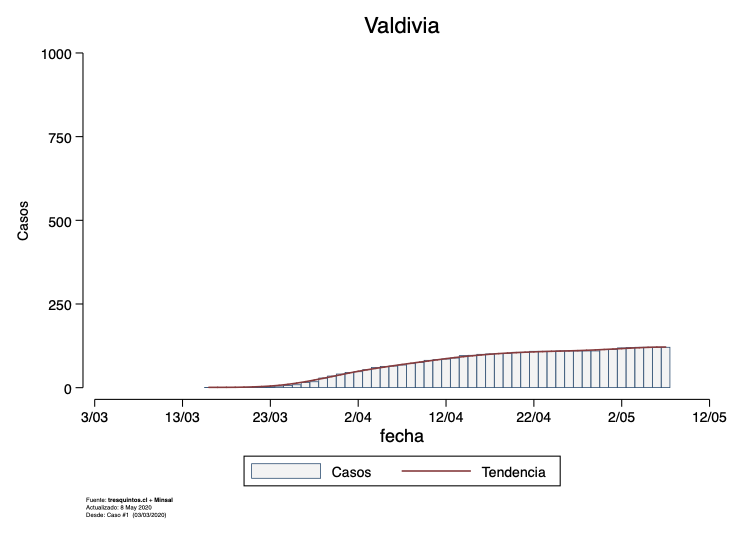 Valdivia
1000
750
500
250
0
Casos
3/03 13/03 23/03 2/04 12/04 22/04 2/05 12/05
fecha
Casos Tendencia
Fuente: tresquintos.cl + Minsal
Actualizado: 8 May 2020
Desde: Caso #1 (03/03/2020)